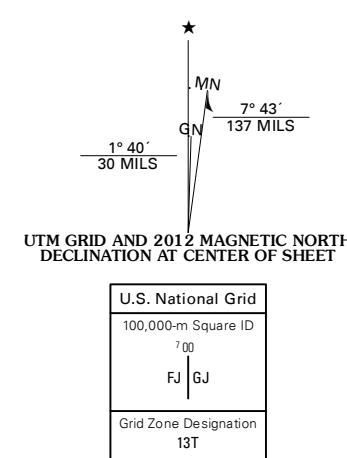 ★
MN
7° 43´
137 MILS
GN
1° 40´
30 MILS
UTM GRID AND 2012 MAGNETIC NORTH
DECLINATION AT CENTER OF SHEET
U.S. National Grid
100,000-m Square ID
7 00
FJ GJ
Grid Zone Designation
13T